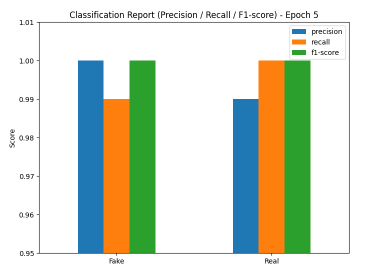 Classification Report (Precision / Recall / F1-score) - Epoch 5
1.01
1.00
0.99
0.98
0.97
0.96
0.95
Score
precision
recall
f1-score
Fake
Real